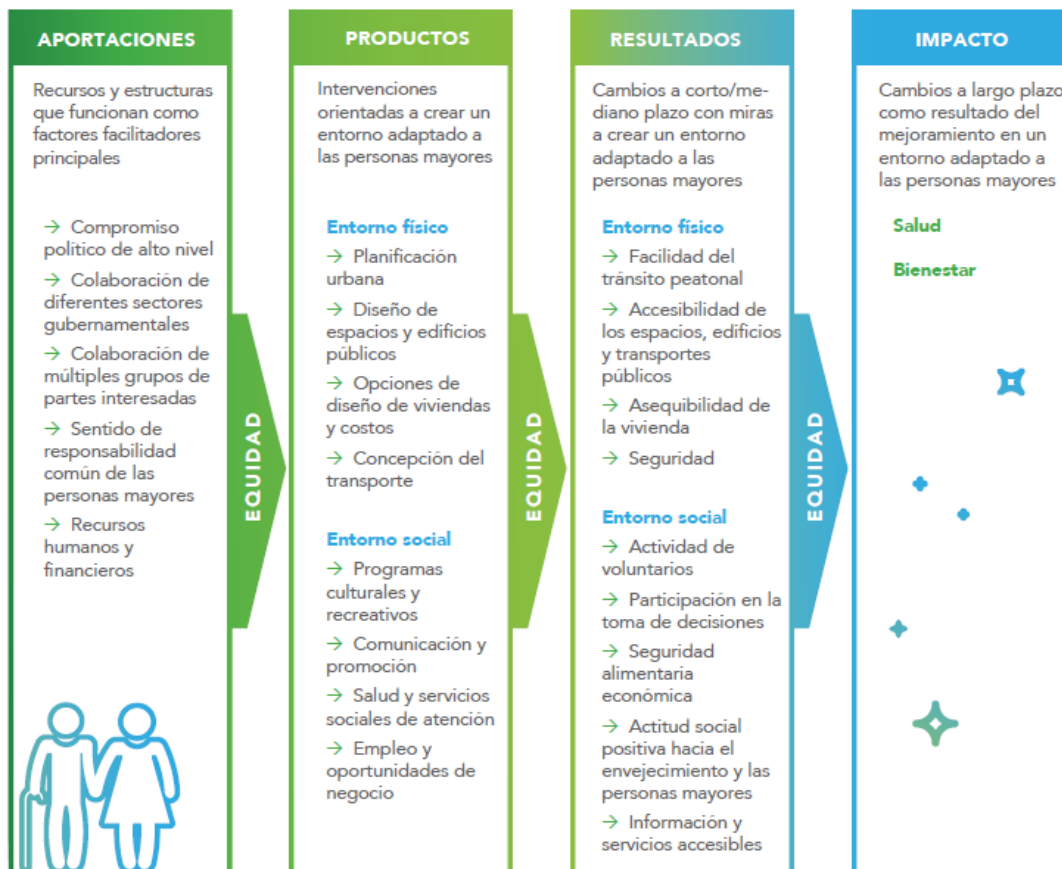 APORTACIONES
Recursos y estructuras
que funcionan como
factores facilitadores
principales
→ Compromiso
político de alto nivel
→ Colaboración de
diferentes sectores
gubernamentales
→ Colaboración de
múltiples grupos de
partes interesadas
→ Sentido de
responsabilidad
común de las
personas mayores
→ Recursos
humanos y
financieros
EQUIDAD
PRODUCTOS
Intervenciones
orientadas a crear un
entorno adaptado a
las personas mayores
Entorno físico
→ Planificación
urbana
→ Diseño de
espacios y edificios
públicos
→ Opciones de
diseño de viviendas
y costos
→ Concepción del
transporte
Entorno social
→ Programas
culturales y
recreativos
→ Comunicación y
promoción
→ Salud y servicios
sociales de atención
→ Empleo y
oportunidades de
negocio
EQUIDAD
RESULTADOS
Cambios a corto/me-
diano plazo con miras
a crear un entorno
adaptado a las
personas mayores
Entorno físico
→ Facilidad del
tránsito peatonal
→ Accesibilidad de
los espacios, edificios
y transportes
públicos
→ Asequibilidad de
la vivienda
→ Seguridad
Entorno social
→ Actividad de
voluntarios
→ Participación en la
toma de decisiones
→ Seguridad
alimentaria
económica
→ Actitud social
positiva hacia el
envejecimiento y las
personas mayores
→ Información y
servicios accesibles
EQUIDAD
IMPACTO
Cambios a largo plazo
como resultado del
mejoramiento en un
entorno adaptado a
las personas mayores
Salud
Bienestar